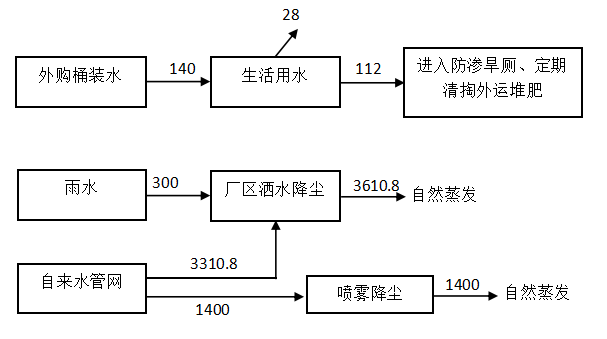 28
外购桶装水
140
生活用水
112
进入防渗旱厕、定期
清掏外运堆肥
雨水
300
厂区洒水降尘
3610.8
自然蒸发
自来水管网
3310.8
1400
喷雾降尘
1400
自然蒸发